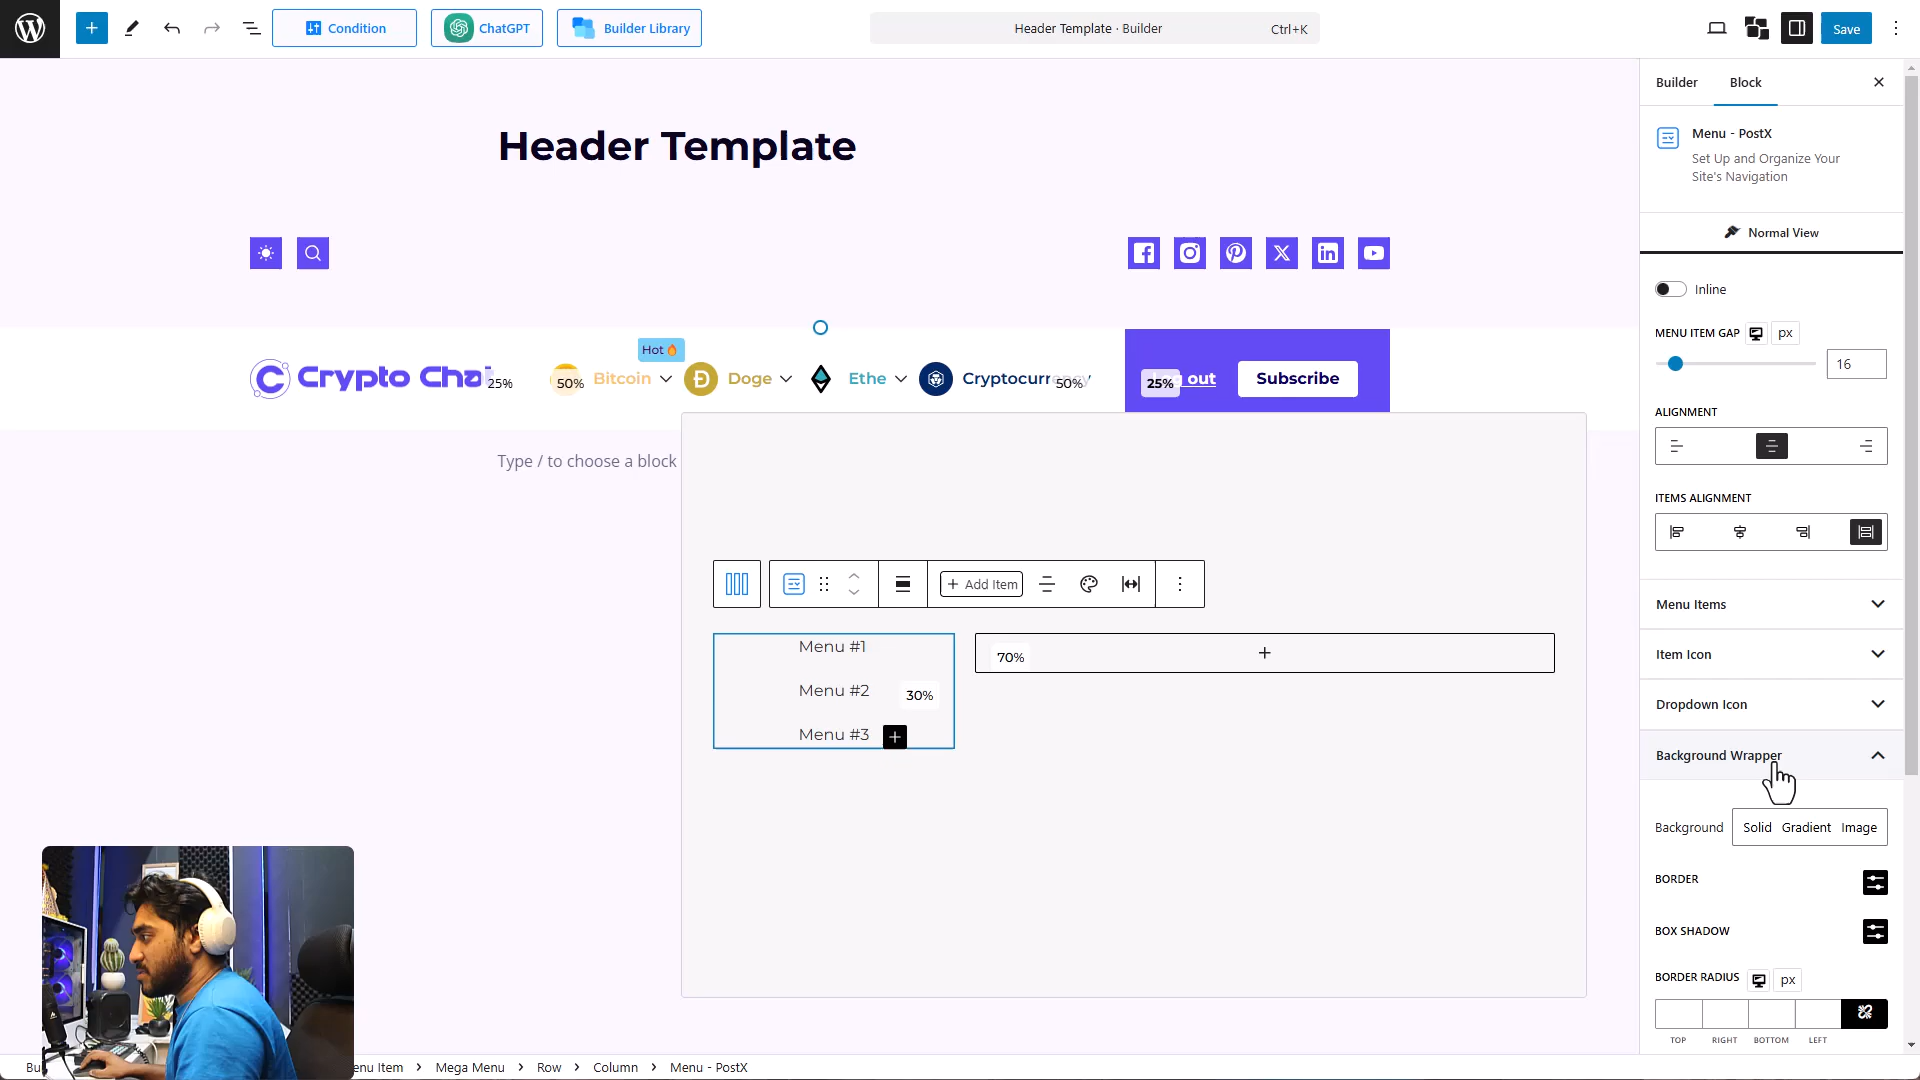 Condition
ChatGPT
Builder Library
Header Template · Builder
Ctrl+K
Save
Builder
Block
Menu - PostX
Set Up and Organize Your
Site's Navigation
Normal View
Inline
MENU ITEM GAP
px
16
ALIGNMENT
ITEMS ALIGNMENT
Menu Items
Item Icon
Dropdown Icon
Background Wrapper
Background
Solid
Gradient
Image
BORDER
BOX SHADOW
BORDER RADIUS
px
TOP
RIGHT
BOTTOM
LEFT
Header Template
Hot
Crypto Chat
25%
50%
Bitcoin
Doge
Ethe
Cryptocurrency
50%
25%
out
Subscribe
Type / to choose a block
Add Item
Menu #1
Menu #2
Menu #3
30%
70%
Mega Menu
Row
Column
Menu - PostX